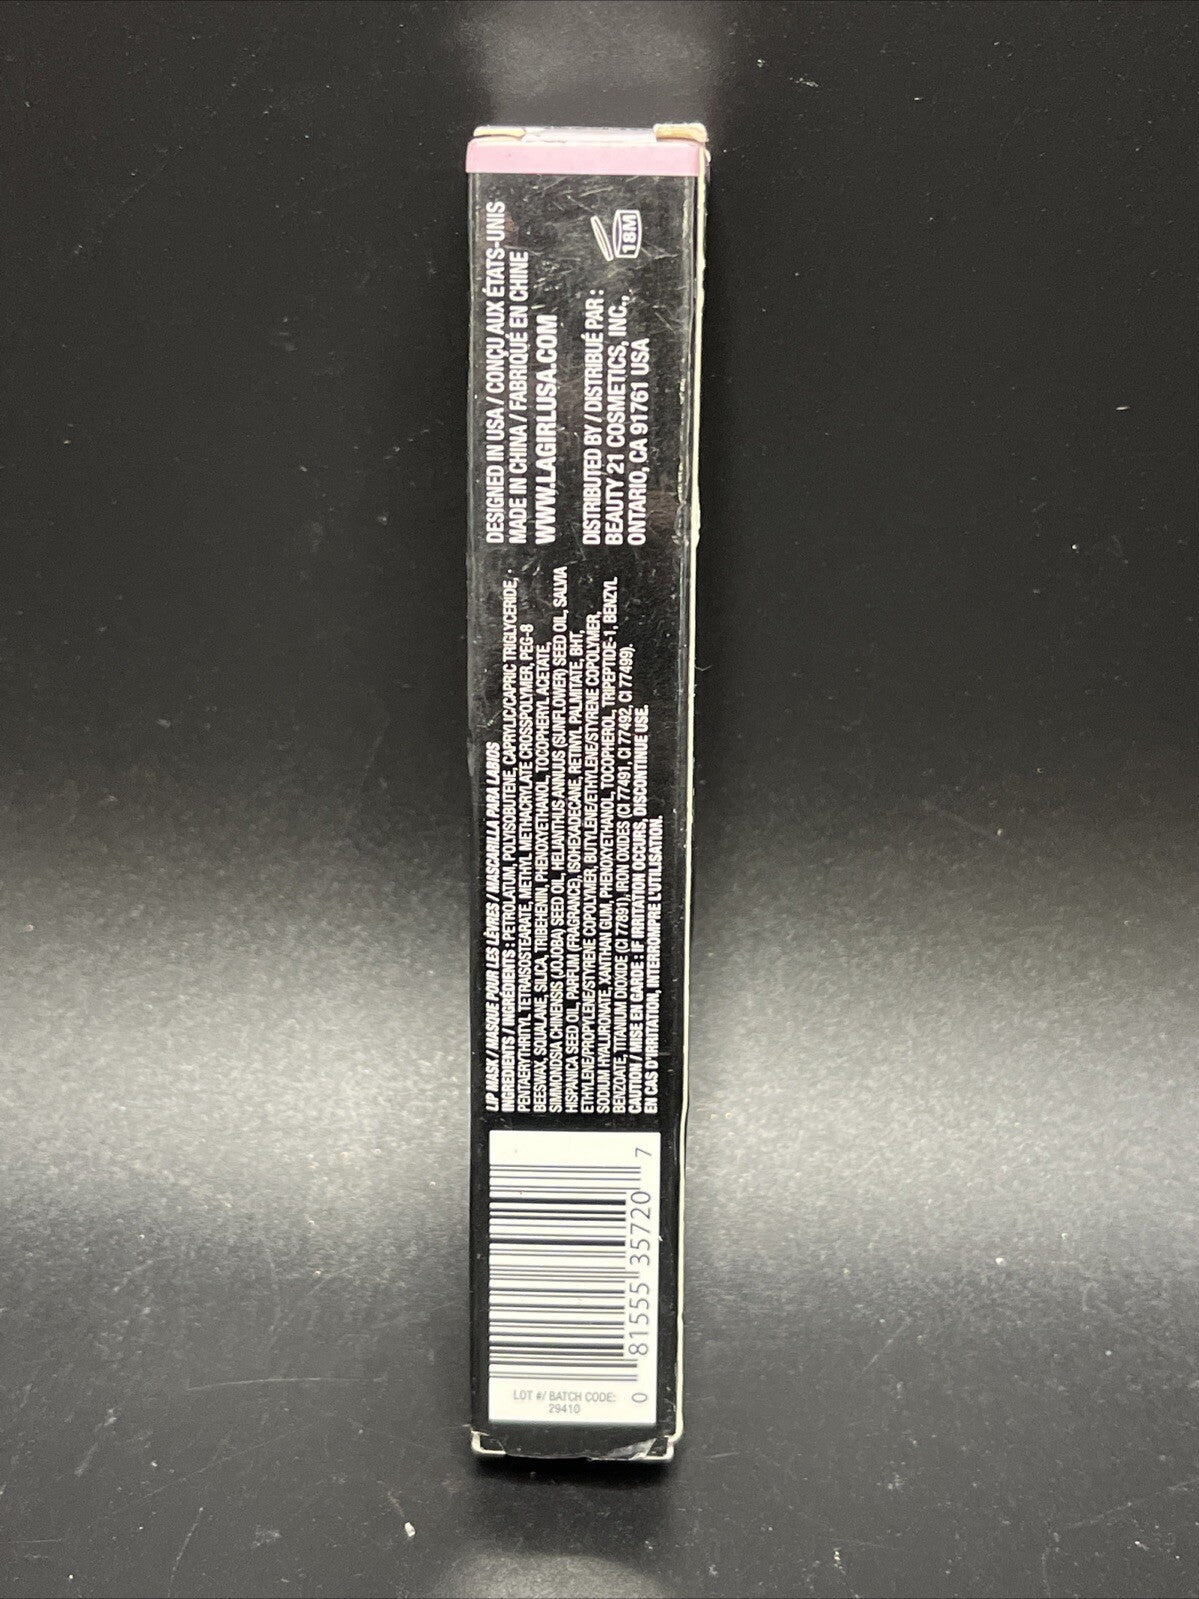 LIP MASK / MASQUE POUR LES LÈVRES / MASCARILLA PARA LABIOS
INGREDIENTS / INGRÉDIENTS : PETROLATUM, POLYISOBUTENE, CAPRYLIC/CAPRIC TRIGLYCERIDE,
PENTAERYTHRITYL TETRAISOSTEARATE, METHYL METHACRYLATE CROSSPOLYMER, PEG-8
BEESWAX, SQUALANE, SILICA, TRIBEHENIN, PHENOXYETHANOL, TOCOPHERYL ACETATE,
SIMMONDSIA CHINENSIS (JOJOBA) SEED OIL, HELIANTHUS ANNUUS (SUNFLOWER) SEED OIL, SALVIA
HISPANICA SEED OIL, PARFUM (FRAGRANCE), ISOHEXADECANE, RETINYL PALMITATE, BHT,
ETHYLENE/PROPYLENE/STYRENE COPOLYMER, BUTYLENE/ETHYLENE/STYRENE COPOLYMER,
SODIUM HYALURONATE, XANTHAN GUM, PHENOXYETHANOL, TOCOPHEROL, TRIPEPTIDE-1, BENZYL
BENZOATE, TITANIUM DIOXIDE (CI 77891), IRON OXIDES (CI 77491, CI 77492, CI 77499).
CAUTION / MISE EN GARDE : IF IRRITATION OCCURS, DISCONTINUE USE.
EN CAS D'IRRITATION, INTERROMPRE L'UTILISATION.
DESIGNED IN USA / CONÇU AUX ÉTATS-UNIS
MADE IN CHINA / FABRIQUÉ EN CHINE
WWW.LAGIRLUSA.COM
DISTRIBUTED BY / DISTRIBUÉ PAR :
BEAUTY 21 COSMETICS, INC.,
ONTARIO, CA 91761 USA
18M
0 81555 35720 7
LOT #/ BATCH CODE:
29410